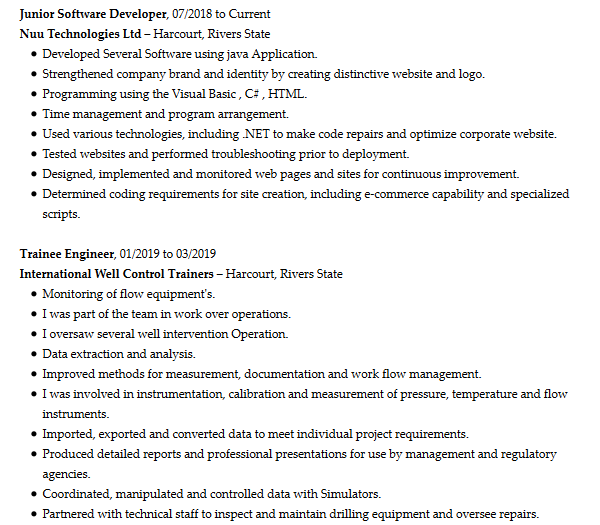 Junior Software Developer, 07/2018 to Current
Nuu Technologies Ltd – Harcourt, Rivers State
● Developed Several Software using java Application.
● Strengthened company brand and identity by creating distinctive website and logo.
● Programming using the Visual Basic , C# , HTML.
● Time management and program arrangement.
● Used various technologies, including .NET to make code repairs and optimize corporate website.
● Tested websites and performed troubleshooting prior to deployment.
● Designed, implemented and monitored web pages and sites for continuous improvement.
● Determined coding requirements for site creation, including e-commerce capability and specialized
scripts.
Trainee Engineer, 01/2019 to 03/2019
International Well Control Trainers – Harcourt, Rivers State
● Monitoring of flow equipment's.
● I was part of the team in work over operations.
● I oversaw several well intervention Operation.
● Data extraction and analysis.
● Improved methods for measurement, documentation and work flow management.
● I was involved in instrumentation, calibration and measurement of pressure, temperature and flow
instruments.
● Imported, exported and converted data to meet individual project requirements.
● Produced detailed reports and professional presentations for use by management and regulatory
agencies.
● Coordinated, manipulated and controlled data with Simulators.
● Partnered with technical staff to inspect and maintain drilling equipment and oversee repairs.